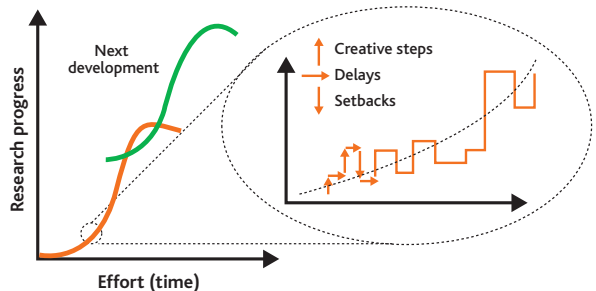 Research progress
Next
development
Creative steps
Delays
Setbacks
Effort (time)